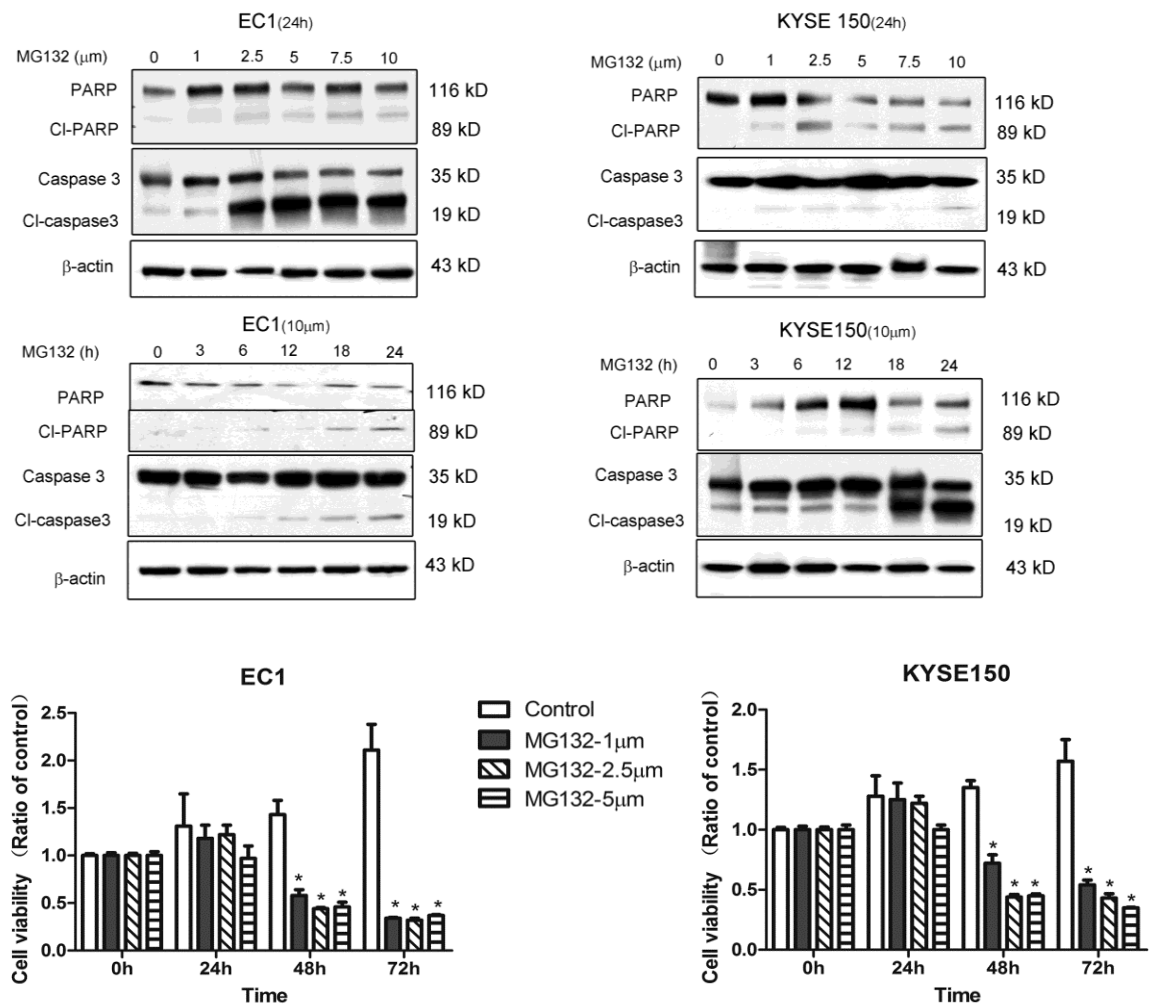 EC1(24h)
MG132 (μm) 0 1 2.5 5 7.5 10
PARP 116 kD
Cl-PARP 89 kD
Caspase 3 35 kD
Cl-caspase3 19 kD
β-actin 43 kD
KYSE 150(24h)
MG132 (μm) 0 1 2.5 5 7.5 10
PARP 116 kD
Cl-PARP 89 kD
Caspase 3 35 kD
Cl-caspase3 19 kD
β-actin 43 kD
EC1(10μm)
MG132 (h) 0 3 6 12 18 24
PARP 116 kD
Cl-PARP 89 kD
Caspase 3 35 kD
Cl-caspase3 19 kD
β-actin 43 kD
KYSE150(10μm)
MG132 (h) 0 3 6 12 18 24
PARP 116 kD
Cl-PARP 89 kD
Caspase 3 35 kD
Cl-caspase3 19 kD
β-actin 43 kD
EC1
Cell viability（Ratio of control）
2.5
2.0
1.5
1.0
0.5
0.0
* * * * * *
0h 24h 48h 72h
Time
Control
MG132-1μm
MG132-2.5μm
MG132-5μm
KYSE150
Cell viability（Ratio of control）
2.0
1.5
1.0
0.5
0.0
* * * * * *
0h 24h 48h 72h
Time